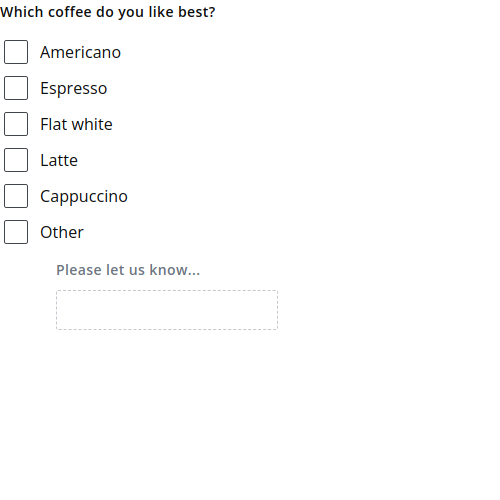 Which coffee do you like best?
Americano
Espresso
Flat white
Latte
Cappuccino
Other
Please let us know...